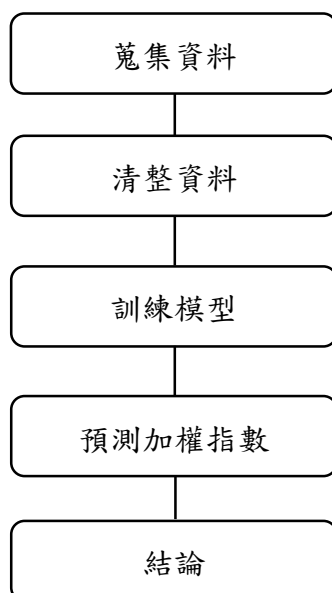 蒐集資料
清整資料
訓練模型
預測加權指數
結論